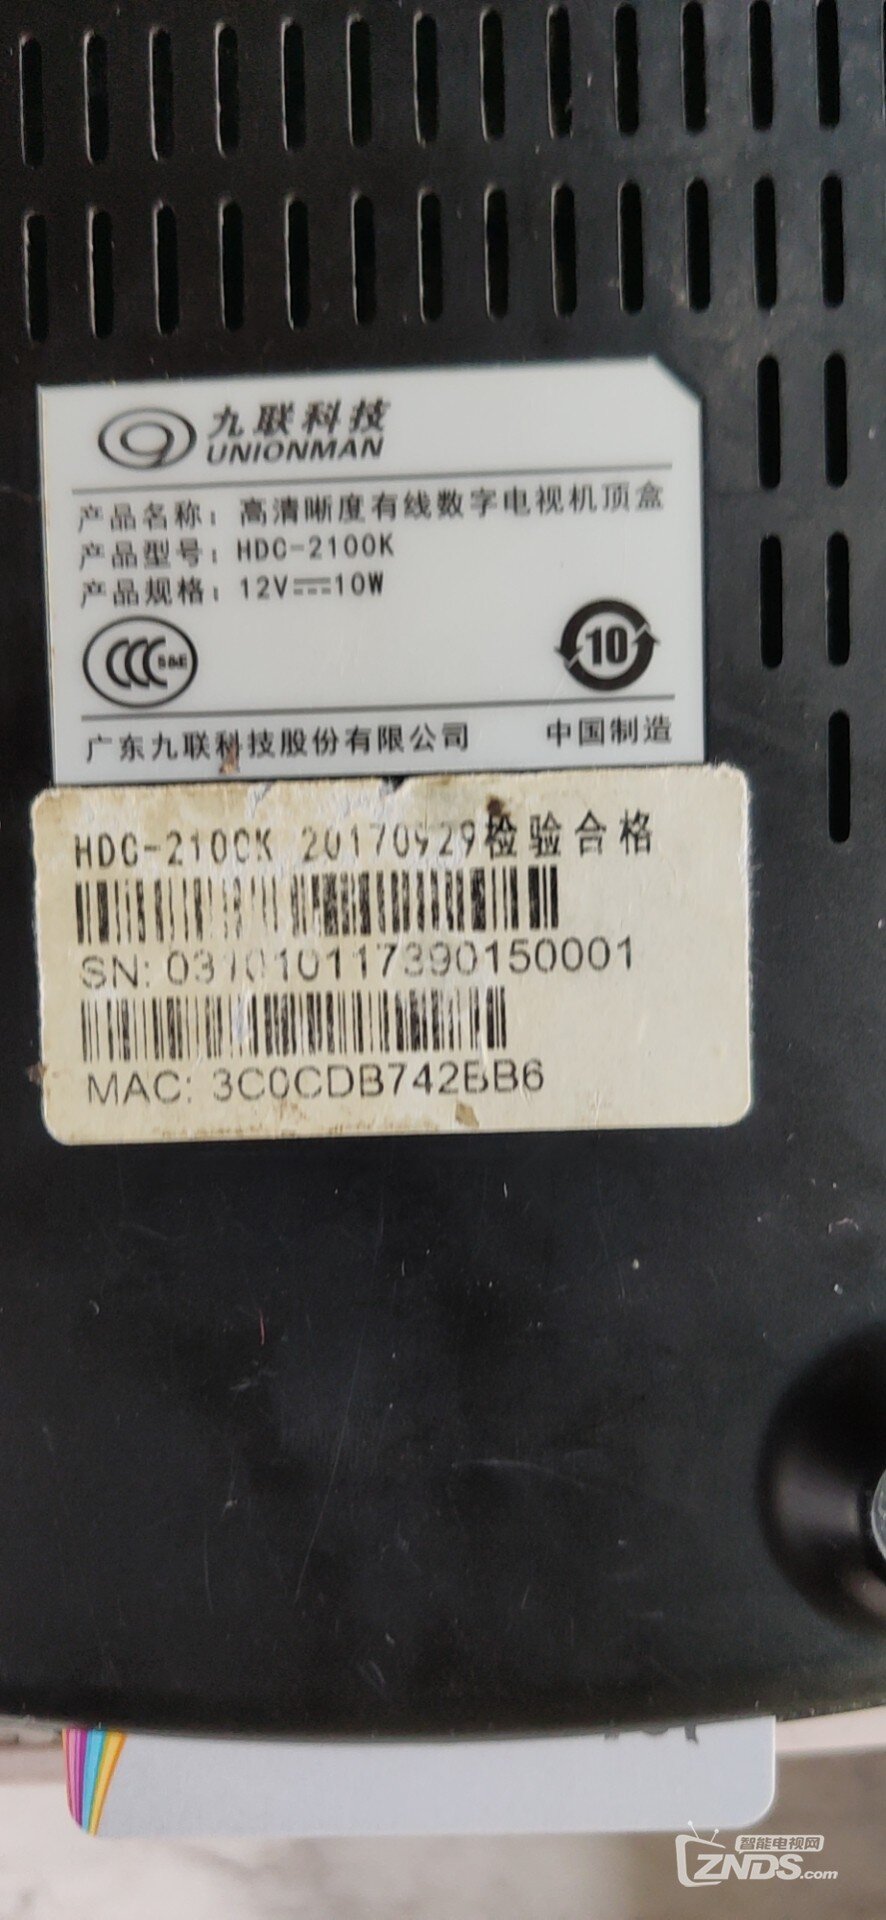 九联科技
UNIONMAN
产品名称：高清晰度有线数字电视机顶盒
产品型号：HDC-2100K
产品规格：12V⎓10W
CCC S&E
10
广东九联科技股份有限公司 中国制造
HDC-2100K 20170929检验合格
SN: 031010117390150001
MAC: 3C0CDB742BB6
智能电视网
ZNDS.com